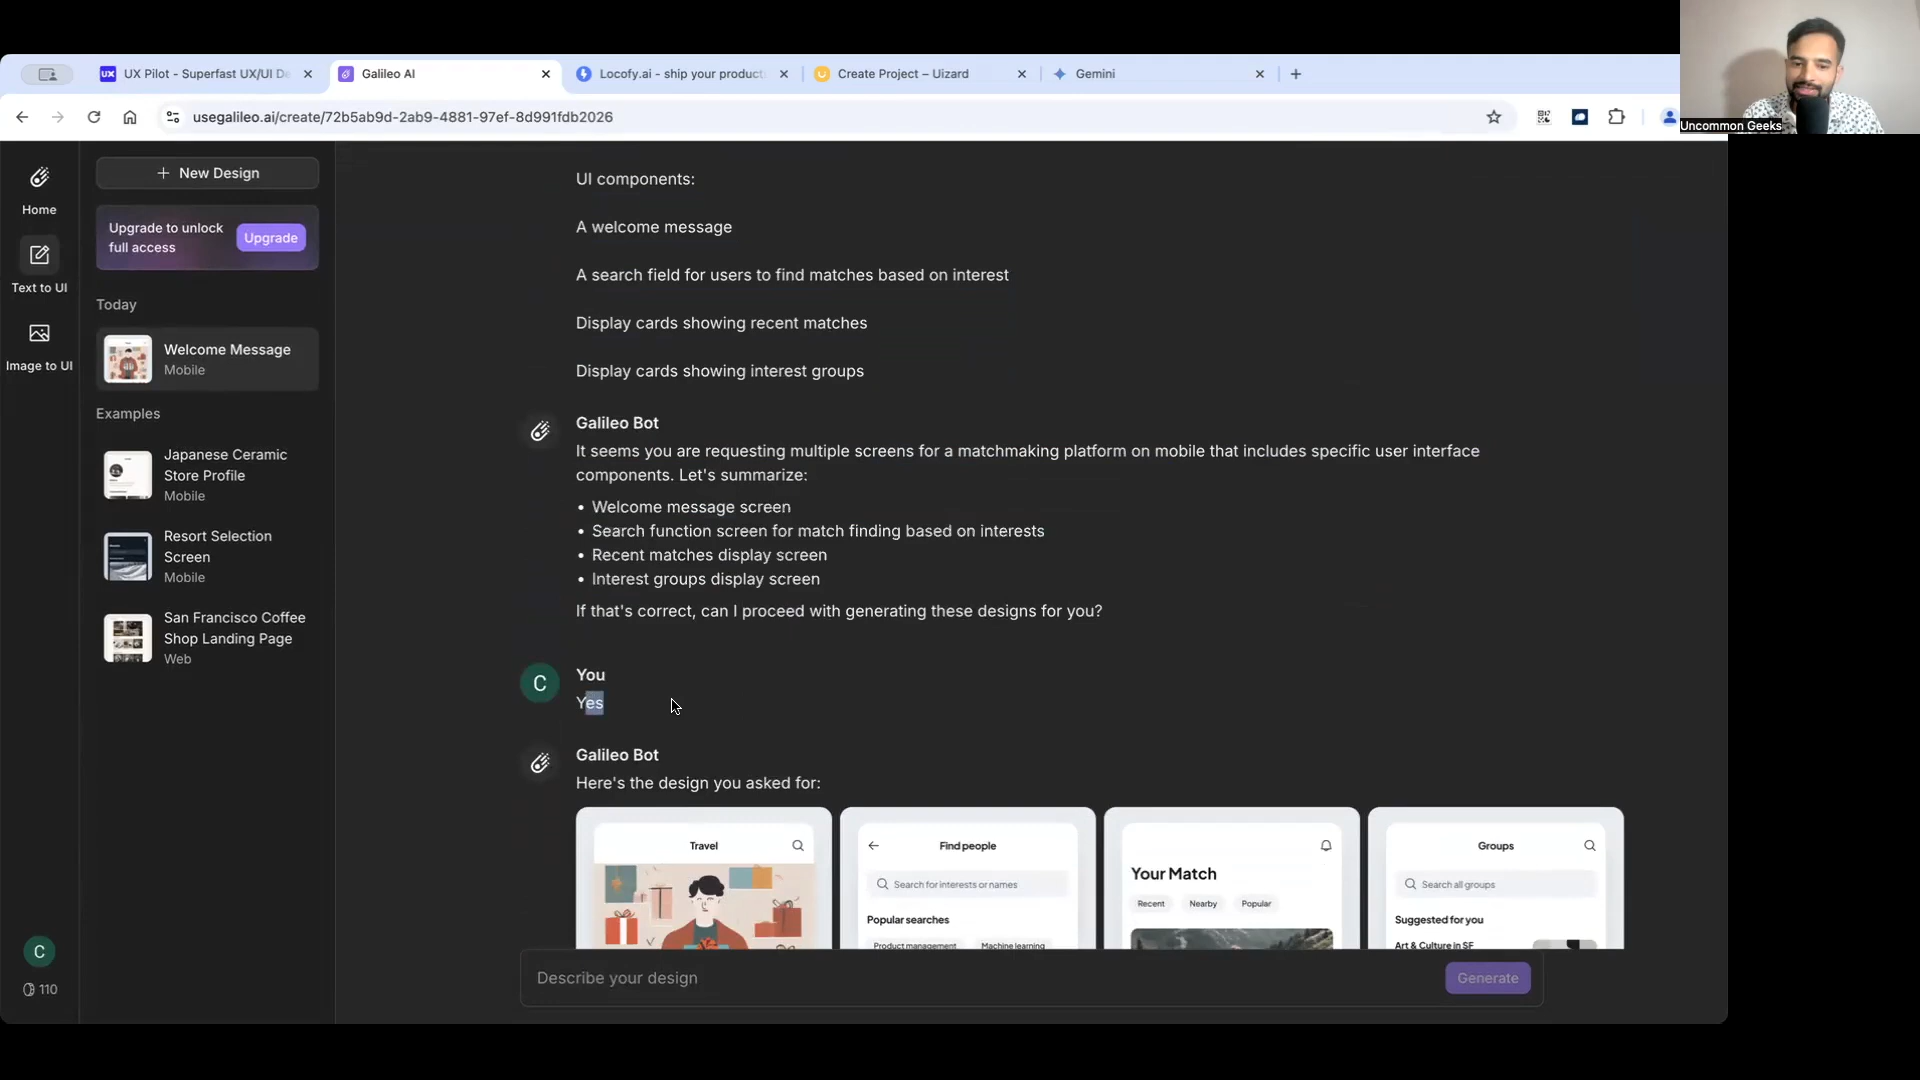 UX Pilot - Superfast UX/UI De
Galileo AI
Locofy.ai - ship your product
Create Project – Uizard
Gemini
usegalileo.ai/create/72b5ab9d-2ab9-4881-97ef-8d991fdb2026
Uncommon Geeks
Home
Text to UI
Image to UI
C
110
+ New Design
Upgrade to unlock
full access
Upgrade
Today
Welcome Message
Mobile
Examples
Japanese Ceramic
Store Profile
Mobile
Resort Selection
Screen
Mobile
San Francisco Coffee
Shop Landing Page
Web
UI components:
A welcome message
A search field for users to find matches based on interest
Display cards showing recent matches
Display cards showing interest groups
Galileo Bot
It seems you are requesting multiple screens for a matchmaking platform on mobile that includes specific user interface
components. Let's summarize:
• Welcome message screen
• Search function screen for match finding based on interests
• Recent matches display screen
• Interest groups display screen
If that's correct, can I proceed with generating these designs for you?
C
You
Yes
Galileo Bot
Here's the design you asked for:
Travel
Find people
Search for interests or names
Popular searches
Product management
Machine learning
Your Match
Recent
Nearby
Popular
Groups
Search all groups
Suggested for you
Art & Culture in SF
Describe your design
Generate